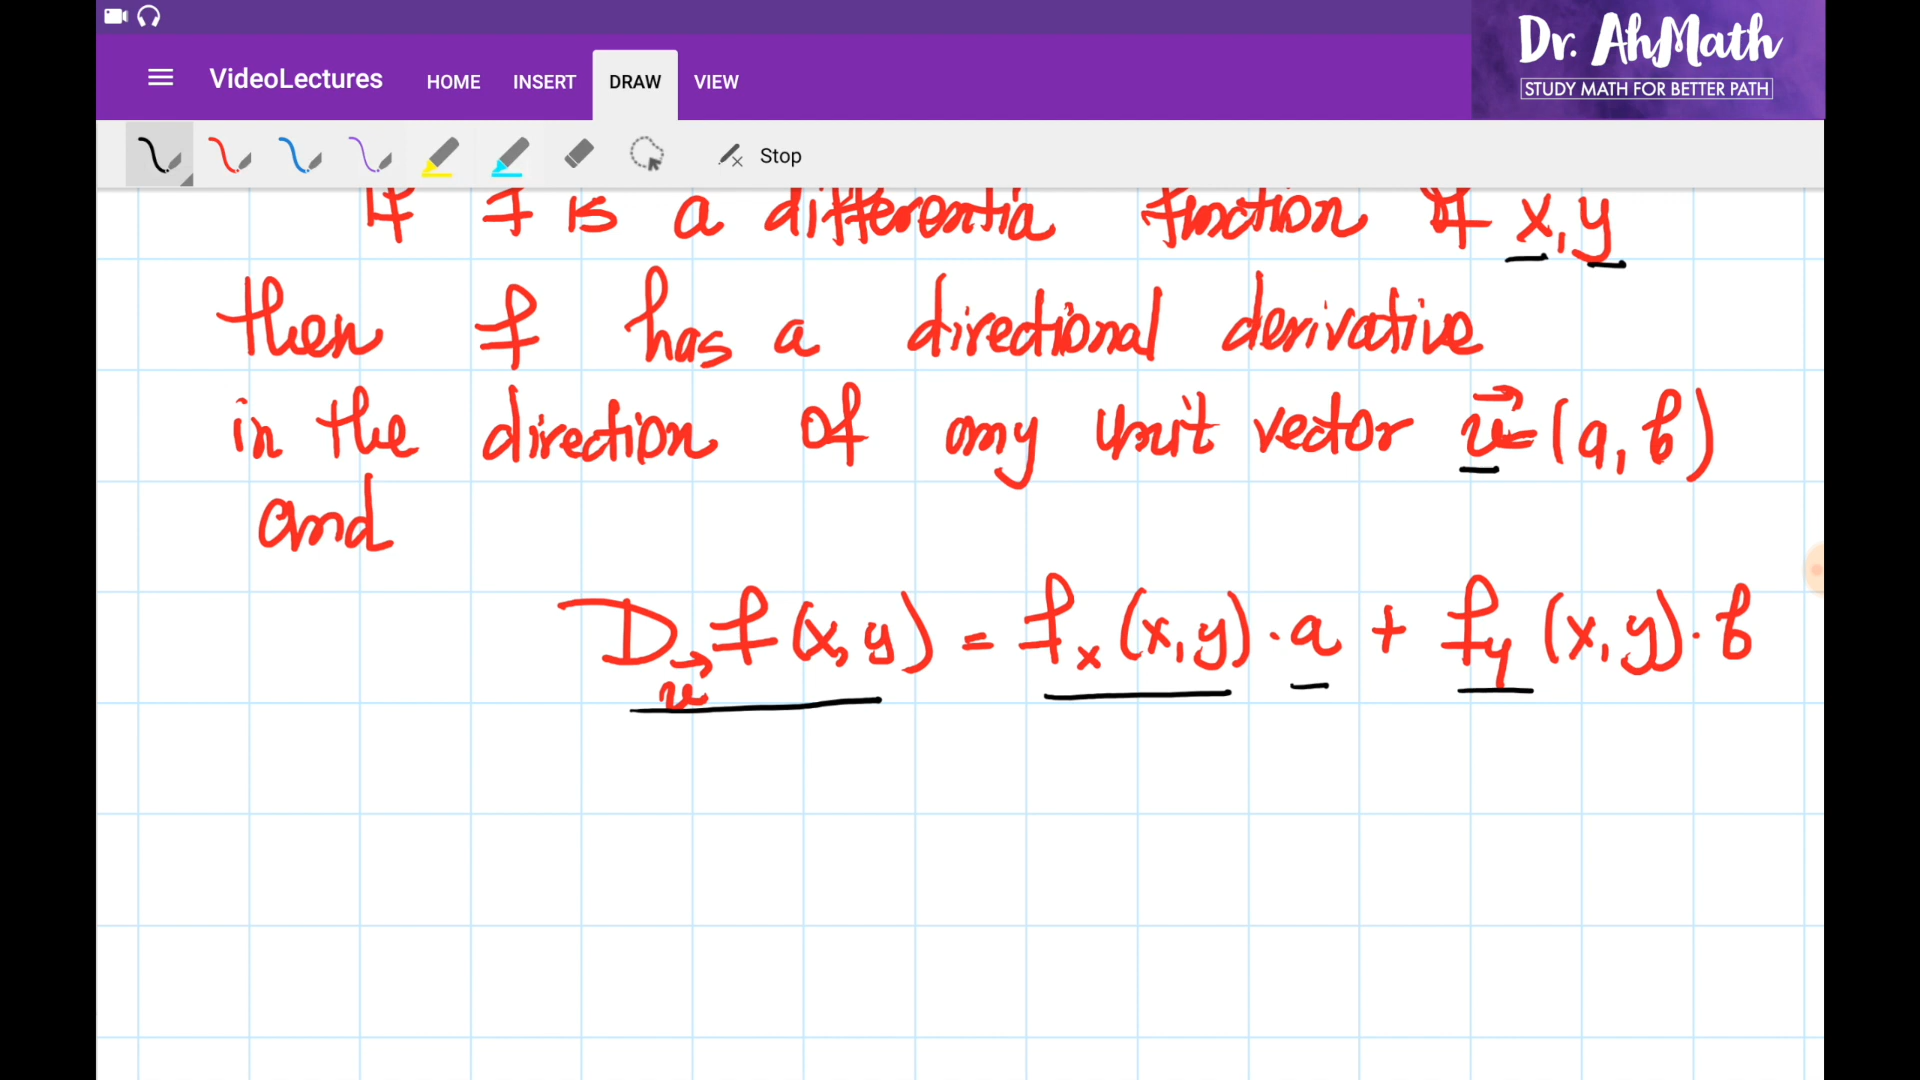 Dr. AhMath
STUDY MATH FOR BETTER PATH
VideoLectures HOME INSERT DRAW VIEW
Stop
If f is a differentia function of x, y
then f has a directional derivative
in the direction of any unit vector u⃗=(a, b)
and
D_u⃗ f(x,y) = f_x (x,y) · a + f_y (x,y) · b